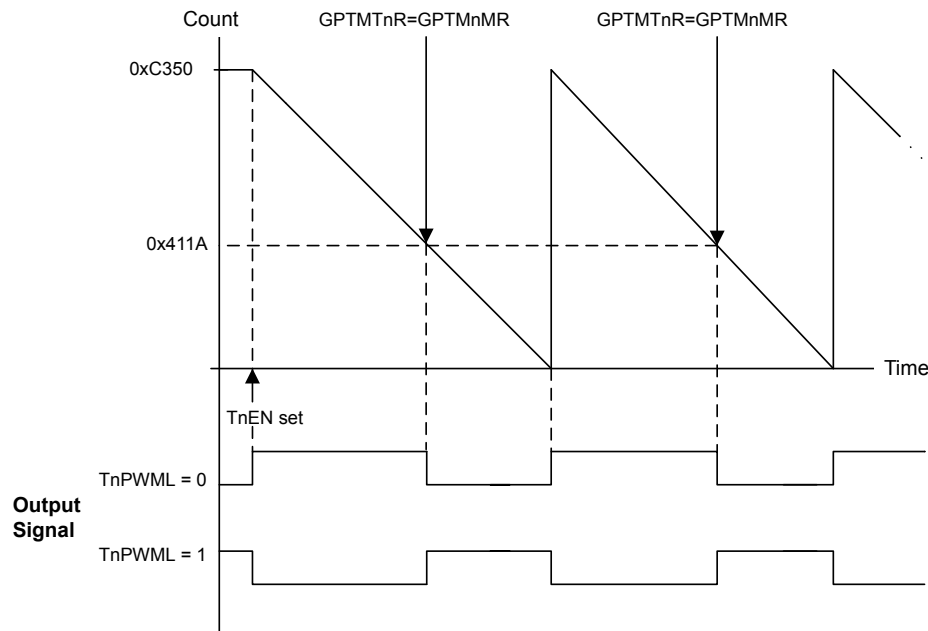 Count
GPTMTnR=GPTMnMR
GPTMTnR=GPTMnMR
0xC350
0x411A
Time
TnEN set
TnPWML = 0
Output
Signal
TnPWML = 1